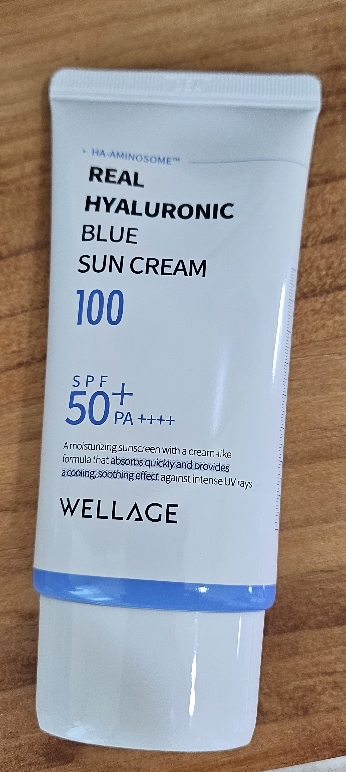 HA-AMINOSOME™
REAL
HYALURONIC
BLUE
SUN CREAM
100
SPF
50+ PA ++++
A moisturizing sunscreen with a cream-like
formula that absorbs quickly and provides
a cooling, soothing effect against intense UV rays
WELLAGE